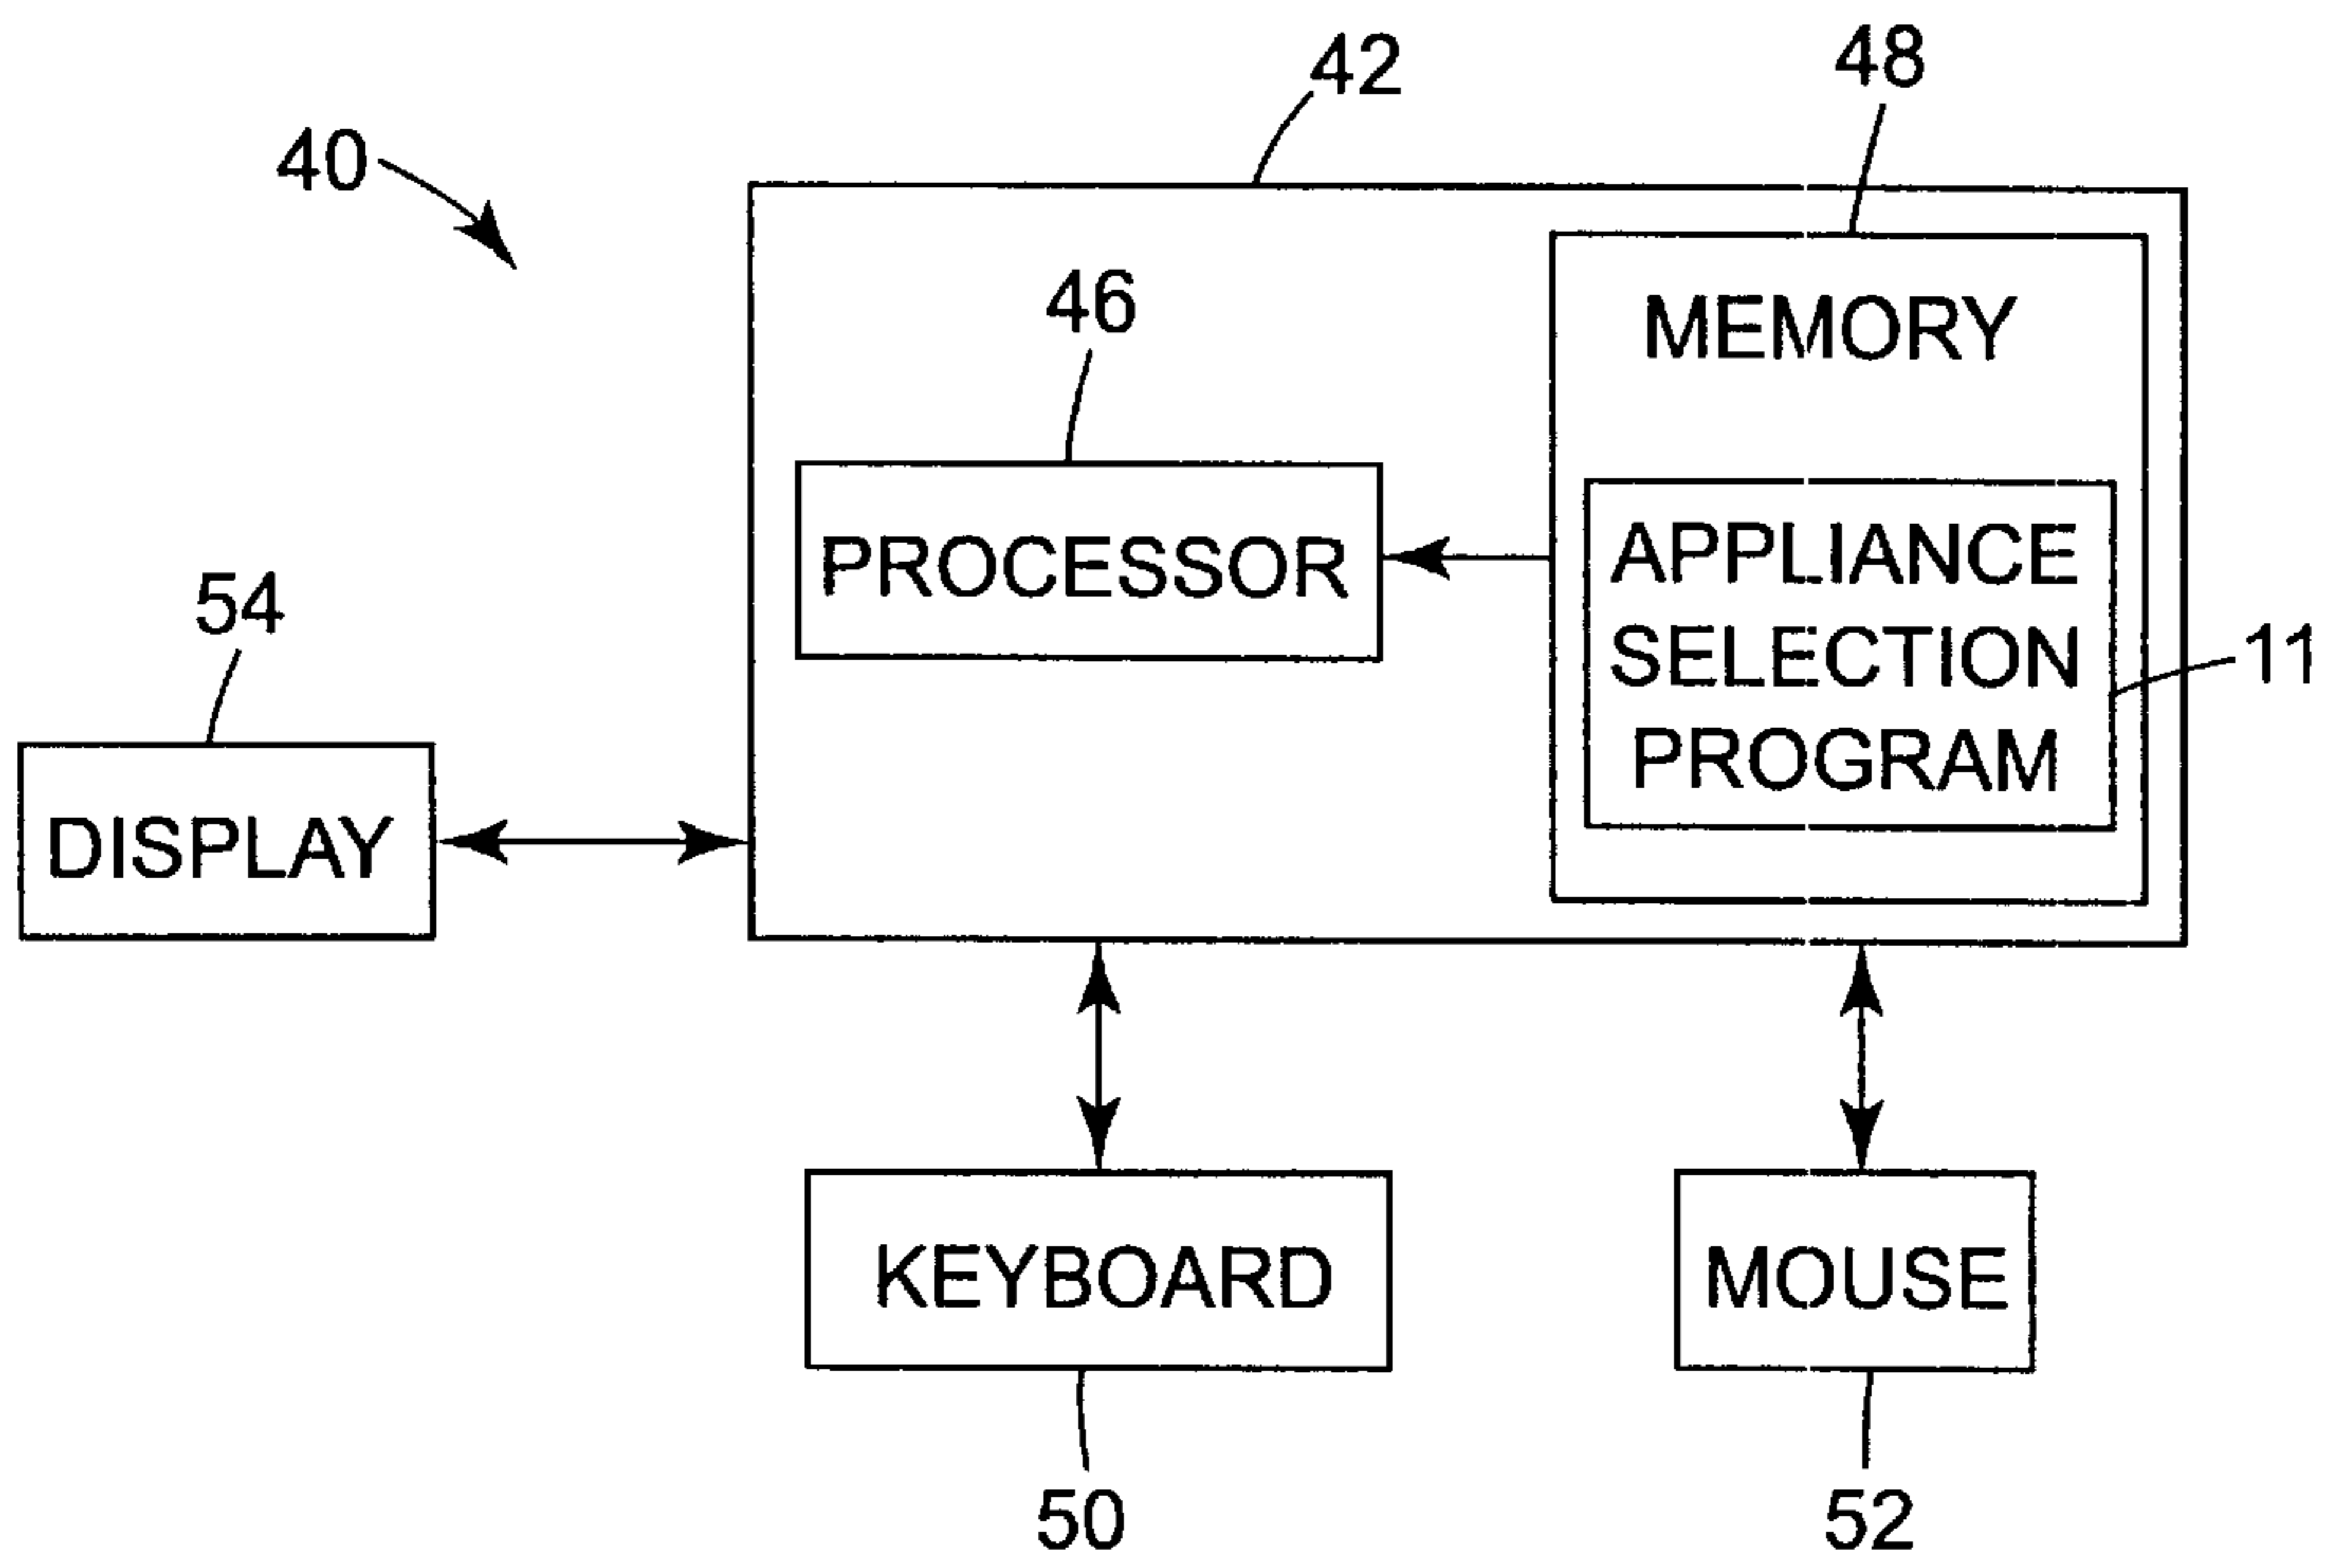 42
48
40
46
MEMORY
PROCESSOR
APPLIANCE
SELECTION
PROGRAM
11
54
DISPLAY
KEYBOARD
MOUSE
50
52